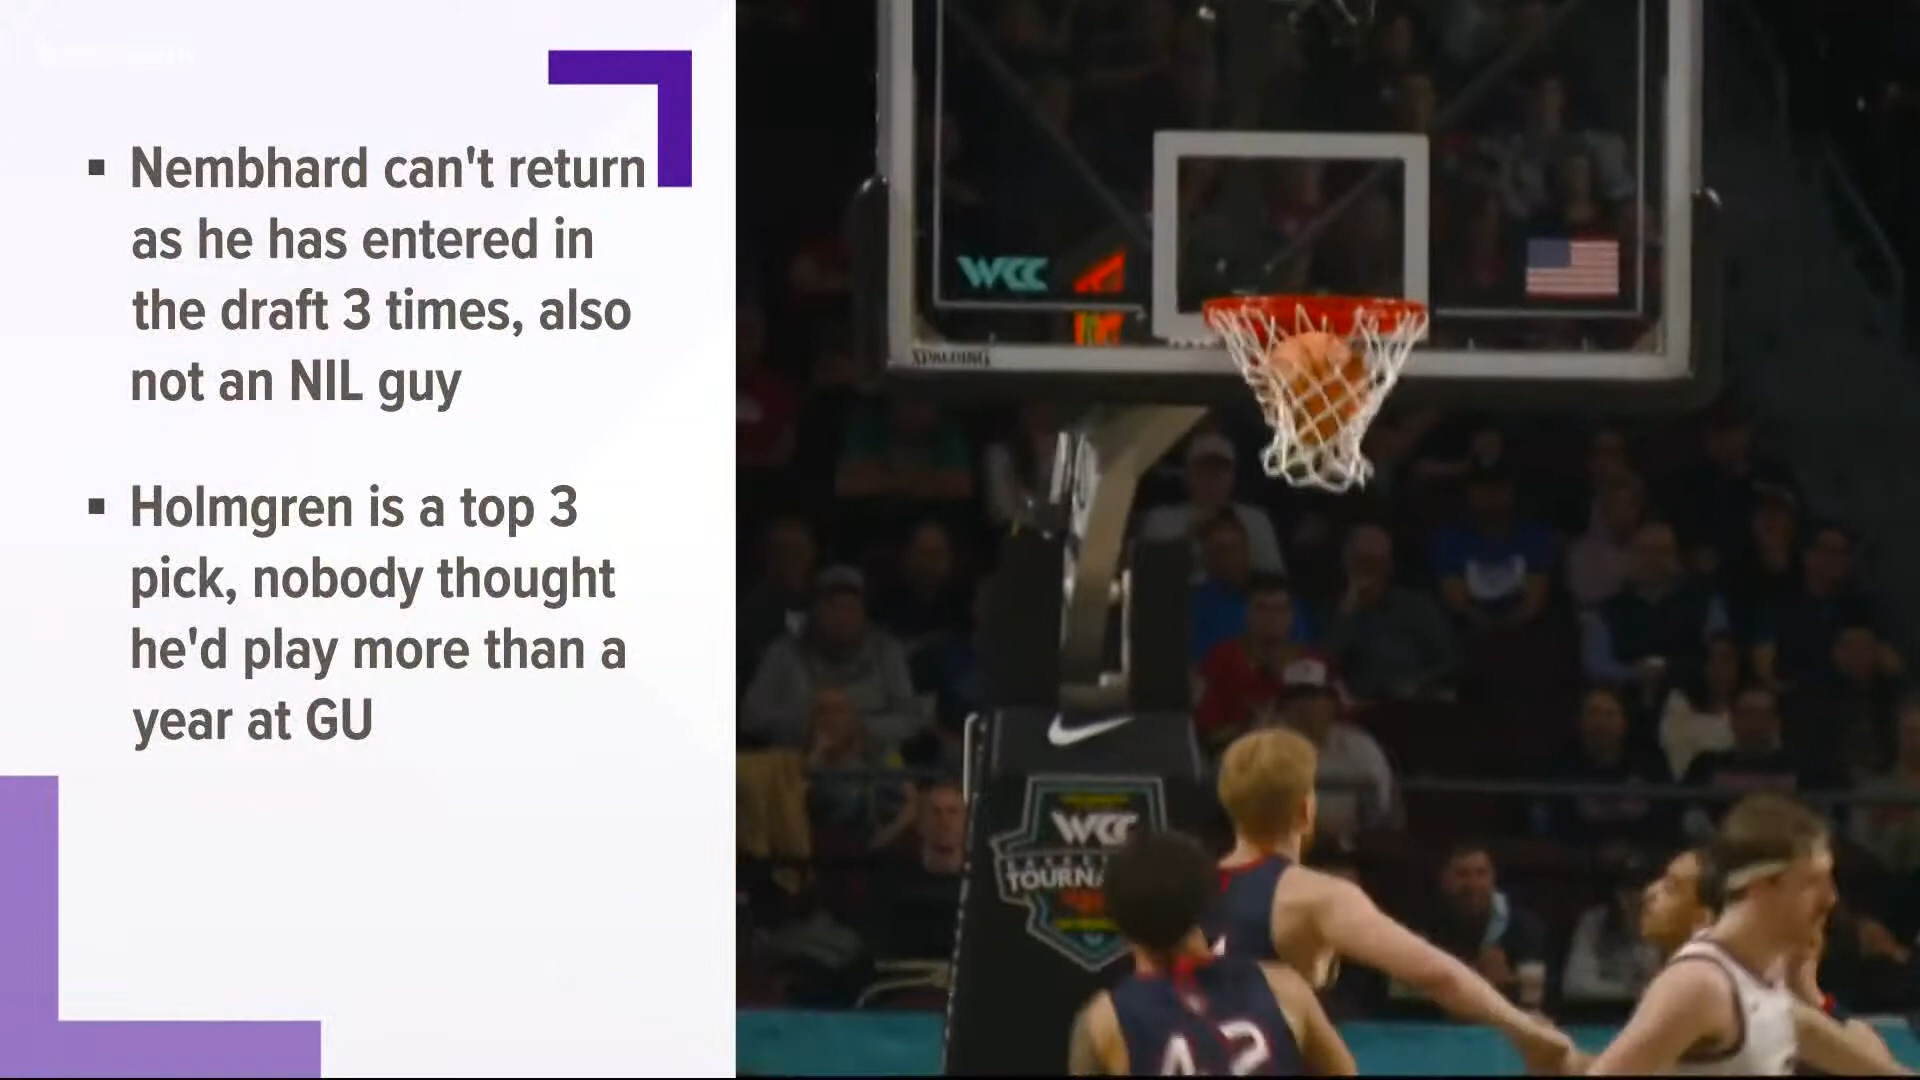 ▪ Nembhard can't return
as he has entered in
the draft 3 times, also
not an NIL guy
▪ Holmgren is a top 3
pick, nobody thought
he'd play more than a
year at GU
WCC
SPALDING
WCC
42